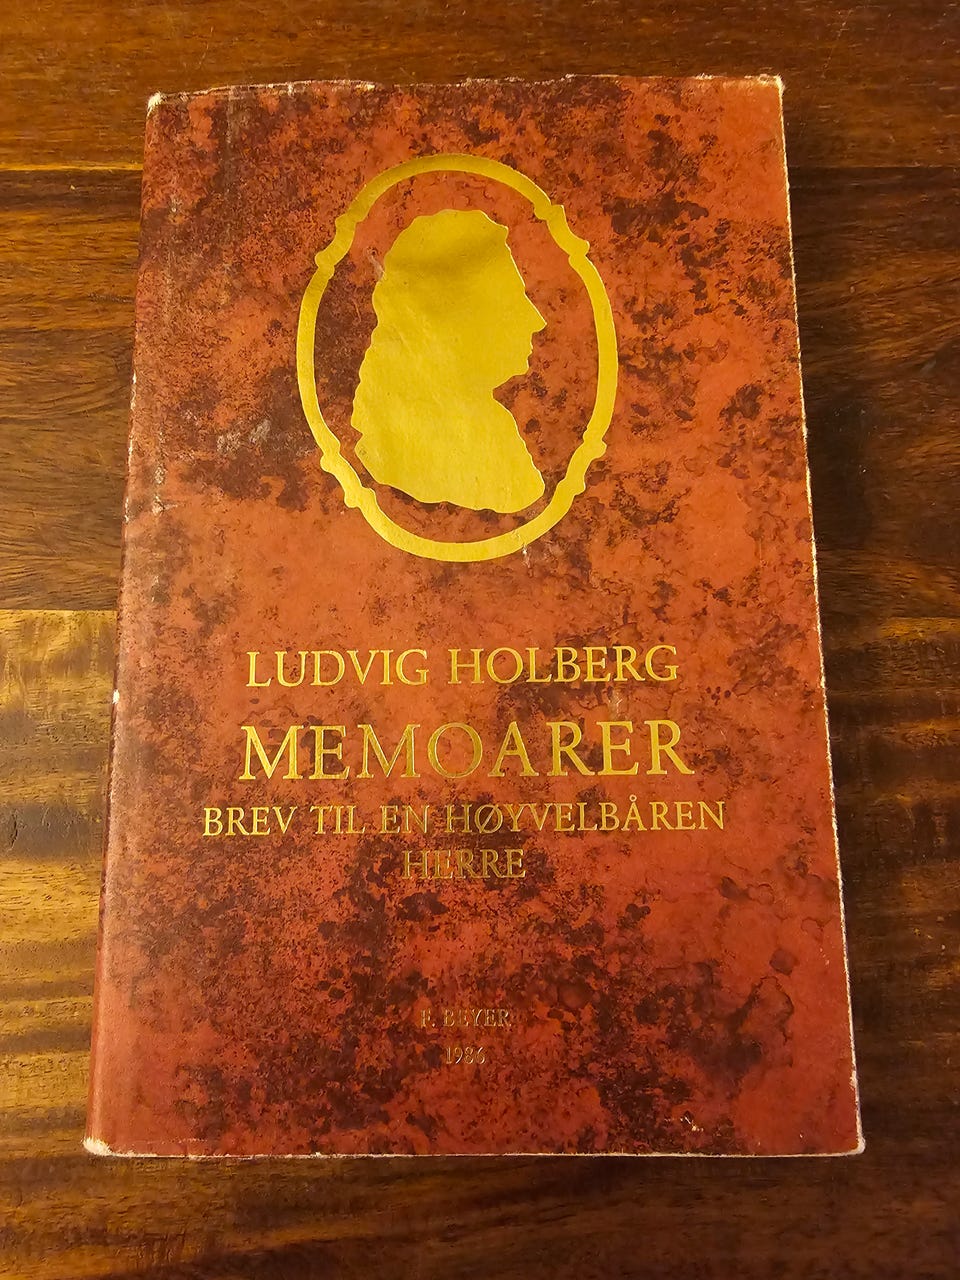 LUDVIG HOLBERG
MEMOARER
BREV TIL EN HØYVELBÅREN
HERRE
F. BEYER
1986